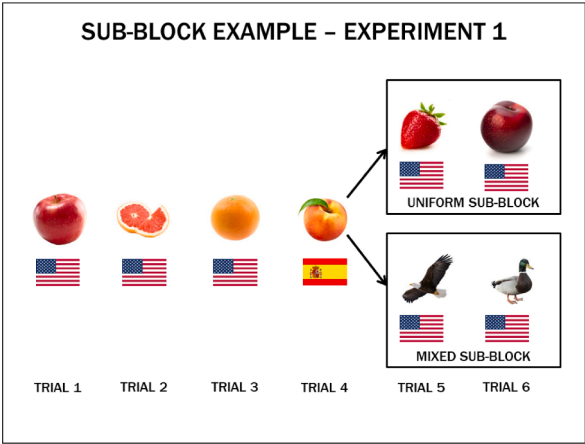 SUB-BLOCK EXAMPLE – EXPERIMENT 1
UNIFORM SUB-BLOCK
MIXED SUB-BLOCK
TRIAL 1 TRIAL 2 TRIAL 3 TRIAL 4 TRIAL 5 TRIAL 6